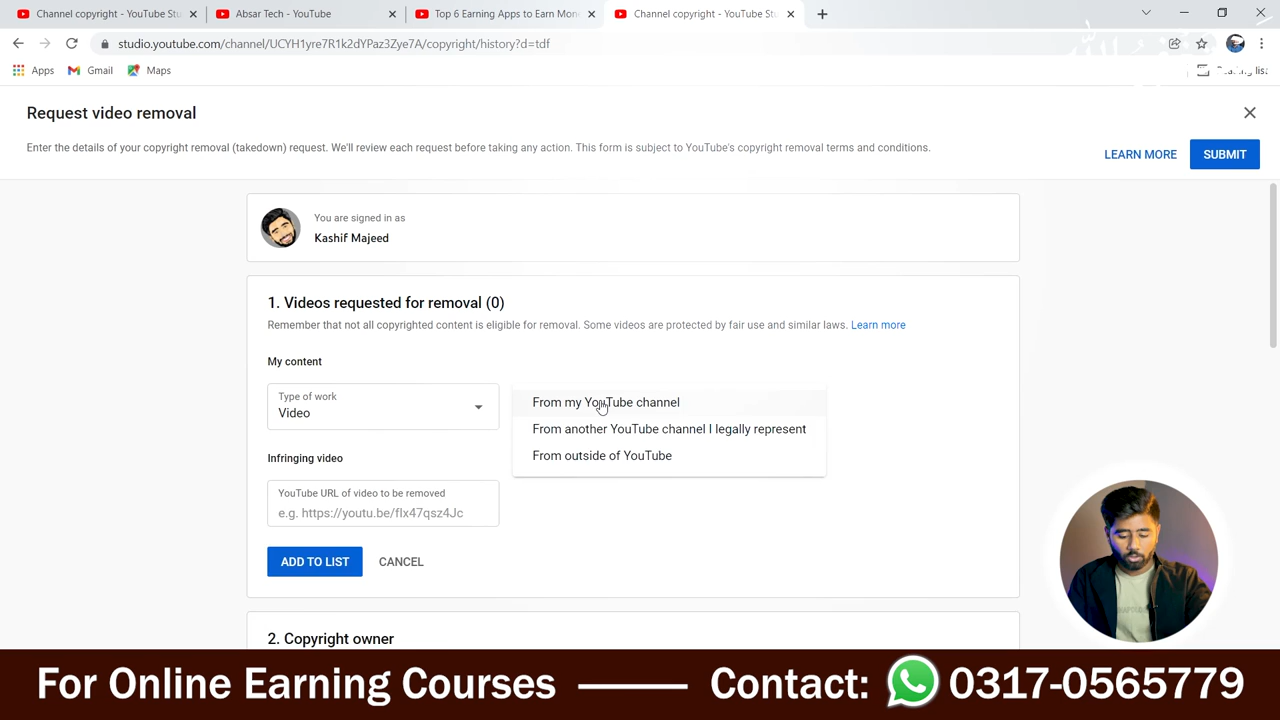 Channel copyright - YouTube Stu
Absar Tech - YouTube
Top 6 Earning Apps to Earn Mon
Channel copyright - YouTube Stu
studio.youtube.com/channel/UCYH1yre7R1k2dYPaz3Zye7A/copyright/history?d=tdf
Apps
Gmail
Maps
Request video removal
Enter the details of your copyright removal (takedown) request. We'll review each request before taking any action. This form is subject to YouTube's copyright removal terms and conditions.
LEARN MORE
SUBMIT
You are signed in as
Kashif Majeed
1. Videos requested for removal (0)
Remember that not all copyrighted content is eligible for removal. Some videos are protected by fair use and similar laws. Learn more
My content
Type of work
Video
From my YouTube channel
From another YouTube channel I legally represent
From outside of YouTube
Infringing video
YouTube URL of video to be removed
e.g. https://youtu.be/flx47qsz4Jc
ADD TO LIST
CANCEL
2. Copyright owner
For Online Earning Courses —— Contact: 0317-0565779